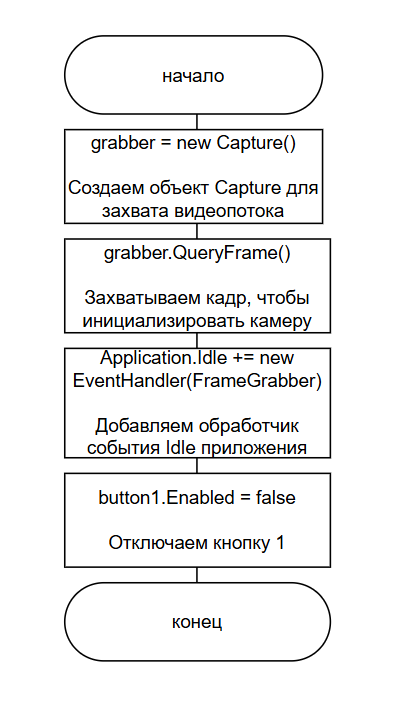 начало
grabber = new Capture()
Создаем объект Capture для
захвата видеопотока
grabber.QueryFrame()
Захватываем кадр, чтобы
инициализировать камеру
Application.Idle += new
EventHandler(FrameGrabber)
Добавляем обработчик
события Idle приложения
button1.Enabled = false
Отключаем кнопку 1
конец